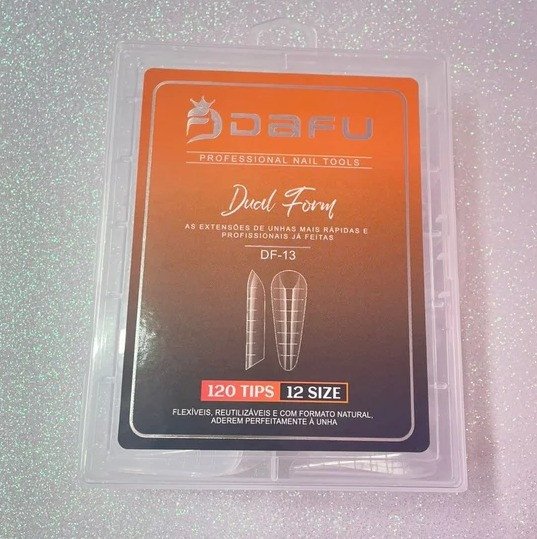 DAFU
PROFESSIONAL NAIL TOOLS
Dual Form
AS EXTENSÕES DE UNHAS MAIS RÁPIDAS E
PROFISSIONAIS JÁ FEITAS
DF-13
120 TIPS 12 SIZE
FLEXÍVEIS, REUTILIZÁVEIS E COM FORMATO NATURAL,
ADEREM PERFEITAMENTE À UNHA